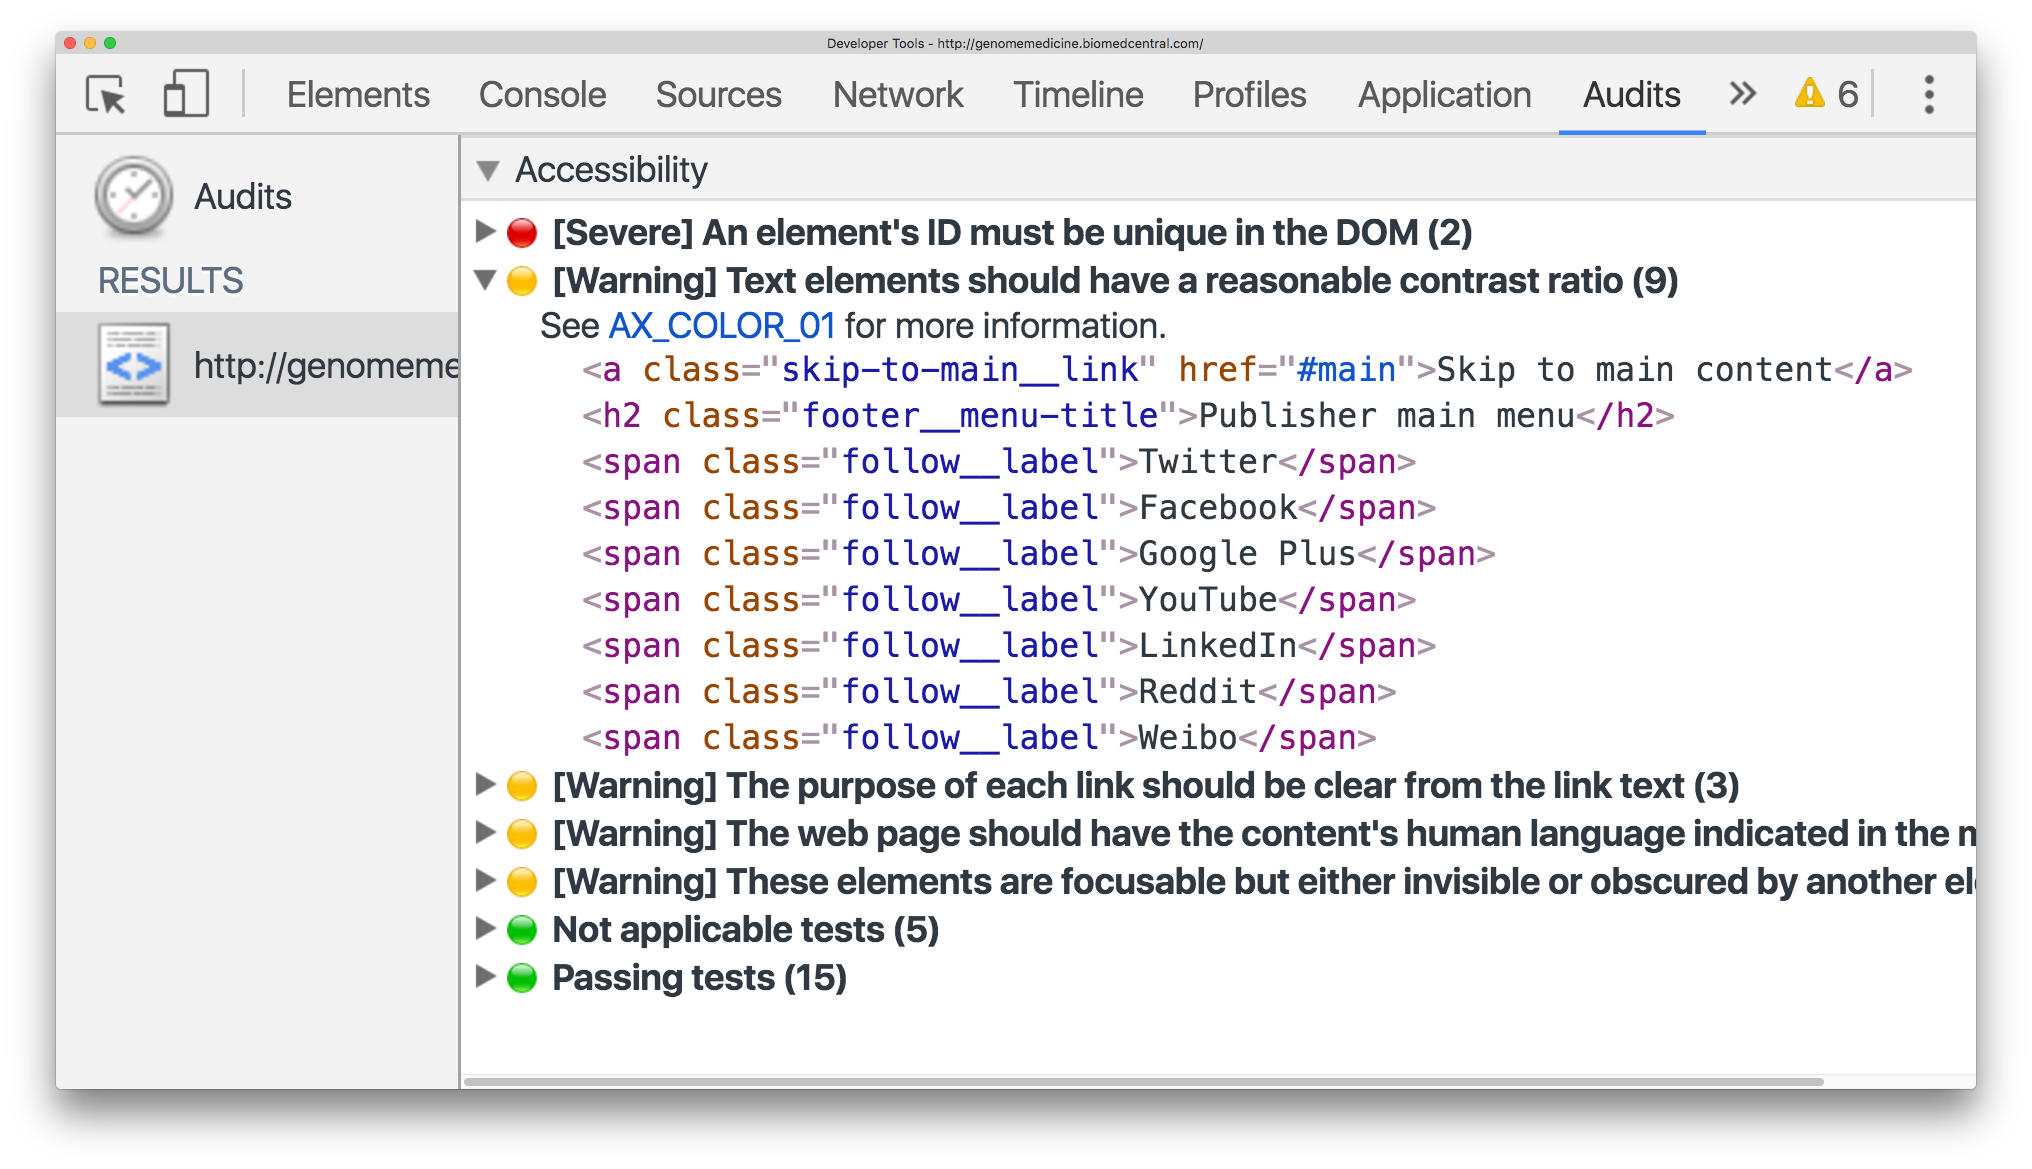 Developer Tools - http://genomemedicine.biomedcentral.com/
Elements Console Sources Network Timeline Profiles Application Audits » 6
Audits
RESULTS
http://genomeme
Accessibility
[Severe] An element's ID must be unique in the DOM (2)
[Warning] Text elements should have a reasonable contrast ratio (9)
See AX_COLOR_01 for more information.
<a class="skip-to-main__link" href="#main">Skip to main content</a>
<h2 class="footer__menu-title">Publisher main menu</h2>
<span class="follow__label">Twitter</span>
<span class="follow__label">Facebook</span>
<span class="follow__label">Google Plus</span>
<span class="follow__label">YouTube</span>
<span class="follow__label">LinkedIn</span>
<span class="follow__label">Reddit</span>
<span class="follow__label">Weibo</span>
[Warning] The purpose of each link should be clear from the link text (3)
[Warning] The web page should have the content's human language indicated in the
[Warning] These elements are focusable but either invisible or obscured by another
Not applicable tests (5)
Passing tests (15)